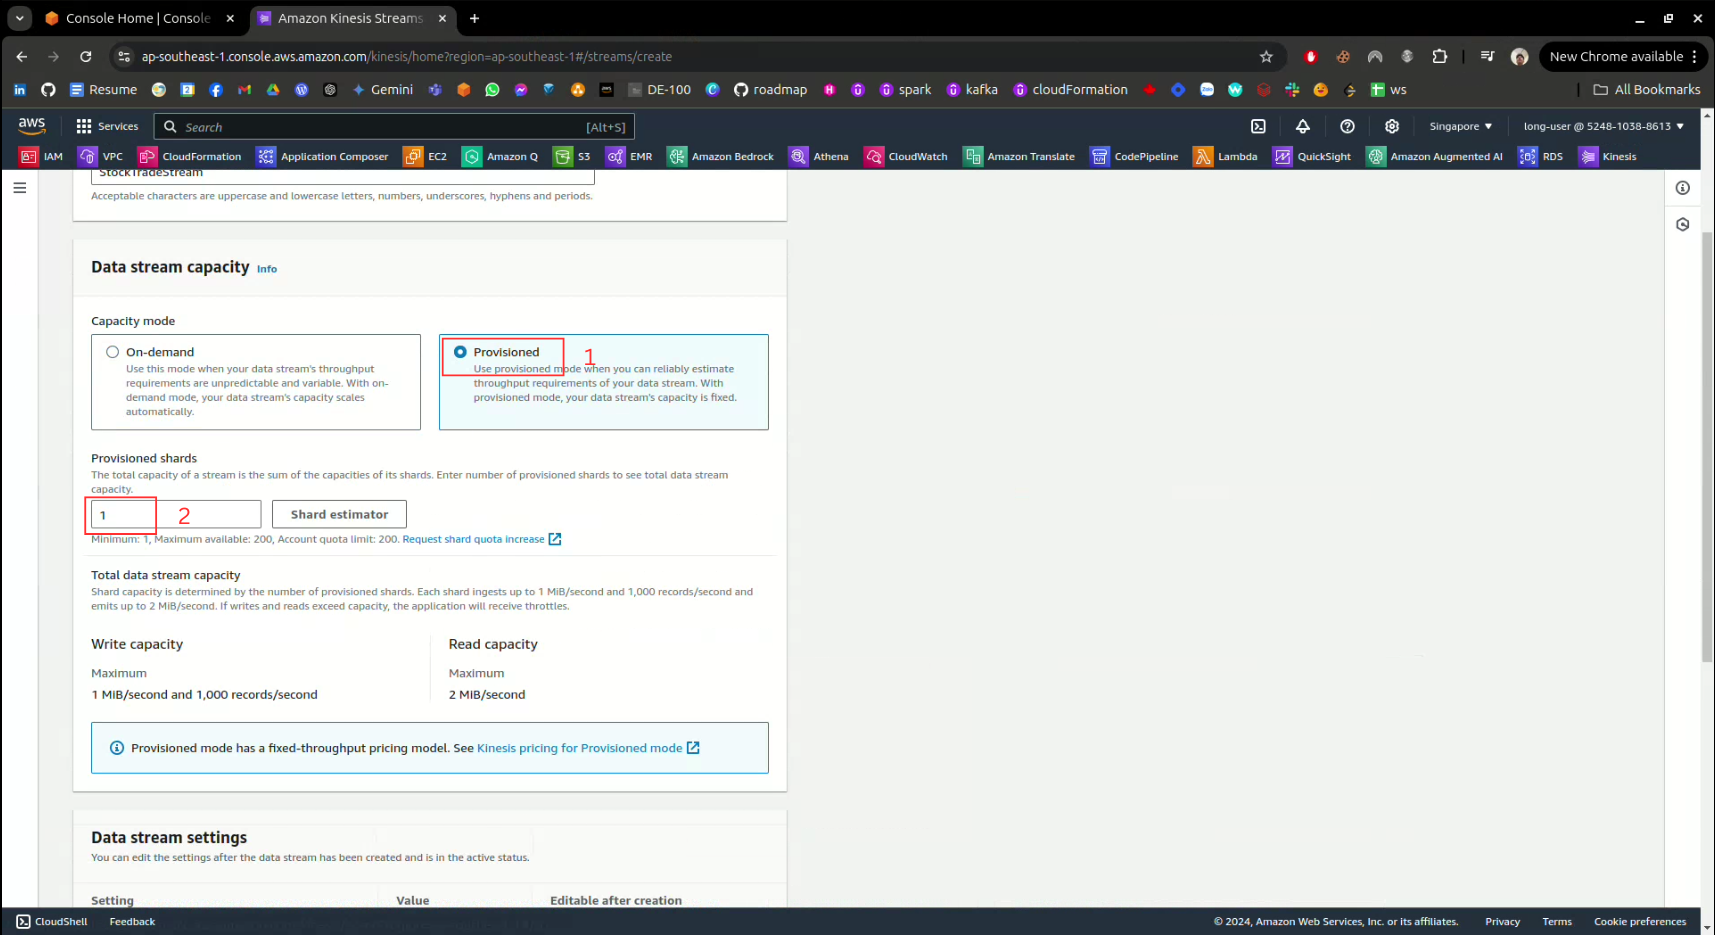 Console Home | Console
Amazon Kinesis Streams
ap-southeast-1.console.aws.amazon.com/kinesis/home?region=ap-southeast-1#/streams/create
New Chrome available
Resume
Gemini
DE-100
roadmap
spark
kafka
cloudFormation
ws
All Bookmarks
aws
Services
Search
[Alt+S]
Singapore
long-user @ 5248-1038-8613
IAM
VPC
CloudFormation
Application Composer
EC2
Amazon Q
S3
EMR
Amazon Bedrock
Athena
CloudWatch
Amazon Translate
CodePipeline
Lambda
QuickSight
Amazon Augmented AI
RDS
Kinesis
StockTradeStream
Acceptable characters are uppercase and lowercase letters, numbers, underscores, hyphens and periods.
Data stream capacity Info
Capacity mode
On-demand
Use this mode when your data stream's throughput
requirements are unpredictable and variable. With on-
demand mode, your data stream's capacity scales
automatically.
Provisioned
1
Use provisioned mode when you can reliably estimate
throughput requirements of your data stream. With
provisioned mode, your data stream's capacity is fixed.
Provisioned shards
The total capacity of a stream is the sum of the capacities of its shards. Enter number of provisioned shards to see total data stream
capacity.
1
2
Shard estimator
Minimum: 1, Maximum available: 200, Account quota limit: 200. Request shard quota increase
Total data stream capacity
Shard capacity is determined by the number of provisioned shards. Each shard ingests up to 1 MiB/second and 1,000 records/second and
emits up to 2 MiB/second. If writes and reads exceed capacity, the application will receive throttles.
Write capacity
Maximum
1 MiB/second and 1,000 records/second
Read capacity
Maximum
2 MiB/second
Provisioned mode has a fixed-throughput pricing model. See Kinesis pricing for Provisioned mode
Data stream settings
You can edit the settings after the data stream has been created and is in the active status.
Setting
Value
Editable after creation
CloudShell
Feedback
© 2024, Amazon Web Services, Inc. or its affiliates.
Privacy
Terms
Cookie preferences